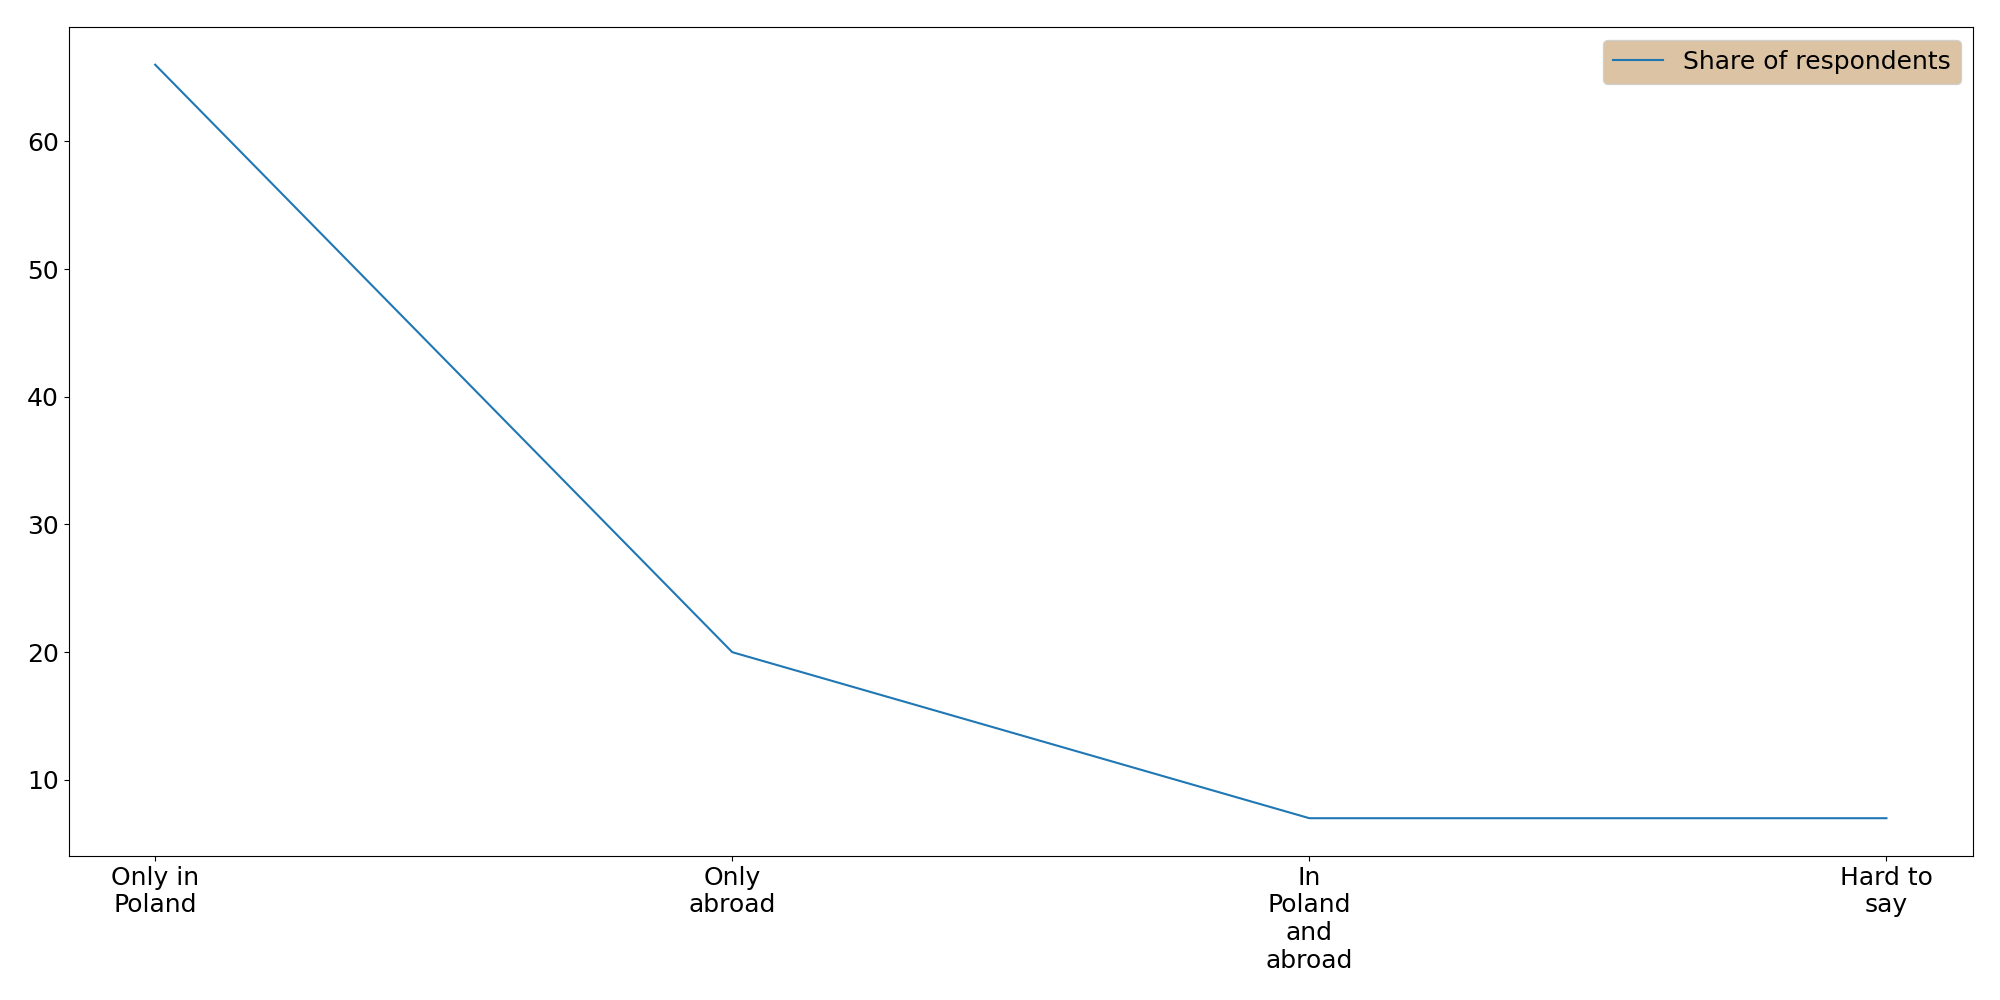 Share of respondents
60
50
40
30
20
10
Only in
Poland
Only
abroad
In
Poland
and
abroad
Hard to
say